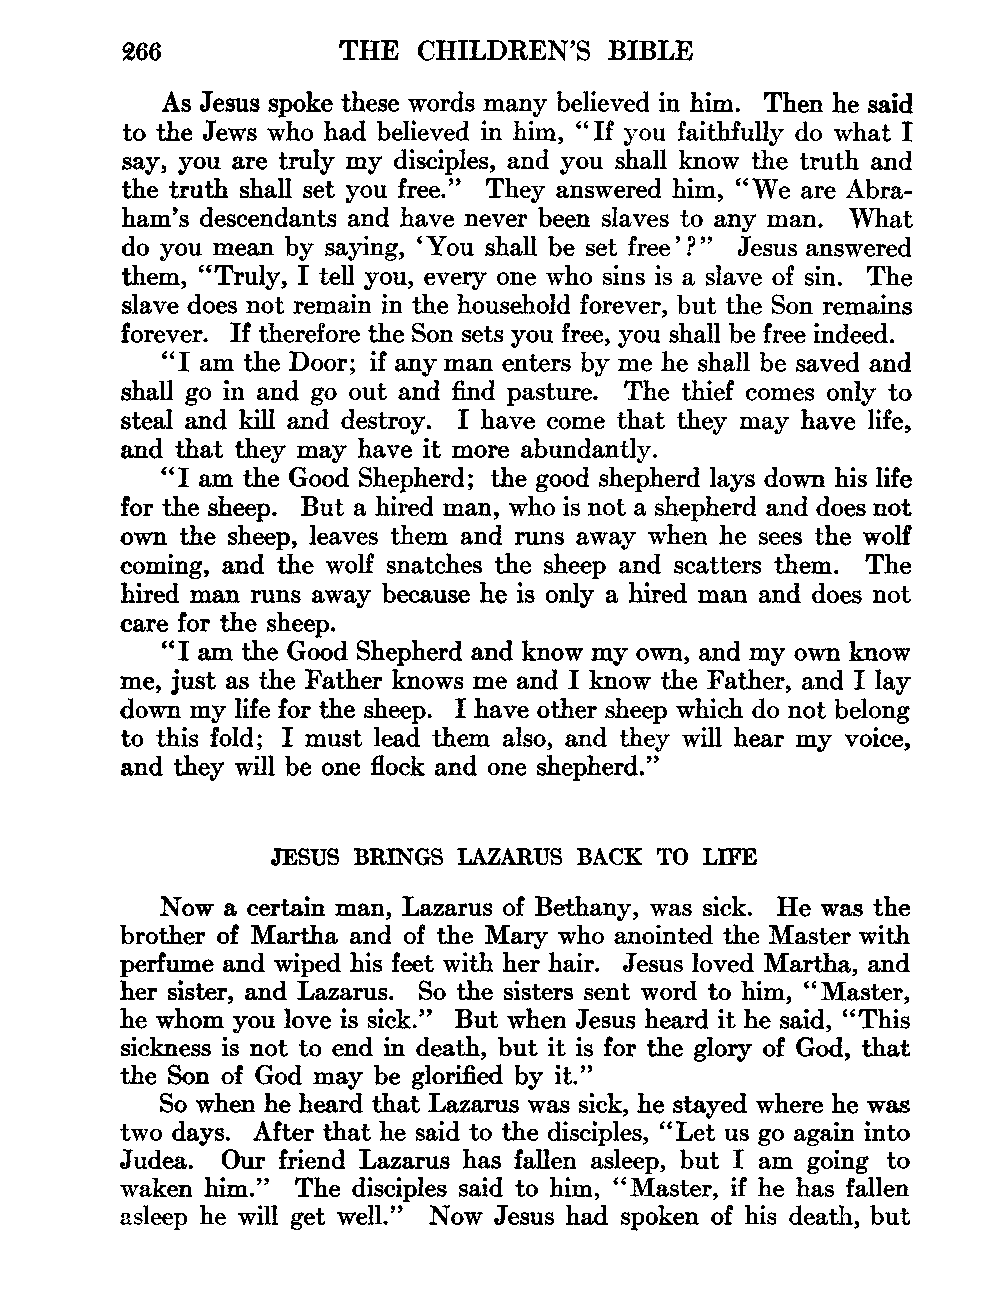 266 THE CHILDREN'S BIBLE
As Jesus spoke these words many believed in him. Then he said
to the Jews who had believed in him, “If you faithfully do what I
say, you are truly my disciples, and you shall know the truth and
the truth shall set you free.” They answered him, “We are Abra-
ham's descendants and have never been slaves to any man. What
do you mean by saying, ‘You shall be set free’?” Jesus answered
them, “Truly, I tell you, every one who sins is a slave of sin. The
slave does not remain in the household forever, but the Son remains
forever. If therefore the Son sets you free, you shall be free indeed.
“I am the Door; if any man enters by me he shall be saved and
shall go in and go out and find pasture. The thief comes only to
steal and kill and destroy. I have come that they may have life,
and that they may have it more abundantly.
“I am the Good Shepherd; the good shepherd lays down his life
for the sheep. But a hired man, who is not a shepherd and does not
own the sheep, leaves them and runs away when he sees the wolf
coming, and the wolf snatches the sheep and scatters them. The
hired man runs away because he is only a hired man and does not
care for the sheep.
“I am the Good Shepherd and know my own, and my own know
me, just as the Father knows me and I know the Father, and I lay
down my life for the sheep. I have other sheep which do not belong
to this fold; I must lead them also, and they will hear my voice,
and they will be one flock and one shepherd.”
JESUS BRINGS LAZARUS BACK TO LIFE
Now a certain man, Lazarus of Bethany, was sick. He was the
brother of Martha and of the Mary who anointed the Master with
perfume and wiped his feet with her hair. Jesus loved Martha, and
her sister, and Lazarus. So the sisters sent word to him, “Master,
he whom you love is sick.” But when Jesus heard it he said, “This
sickness is not to end in death, but it is for the glory of God, that
the Son of God may be glorified by it.”
So when he heard that Lazarus was sick, he stayed where he was
two days. After that he said to the disciples, “Let us go again into
Judea. Our friend Lazarus has fallen asleep, but I am going to
waken him.” The disciples said to him, “Master, if he has fallen
asleep he will get well.” Now Jesus had spoken of his death, but